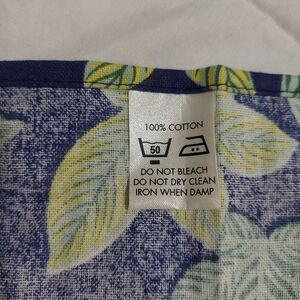 100% COTTON
50
DO NOT BLEACH
DO NOT DRY CLEAN
IRON WHEN DAMP